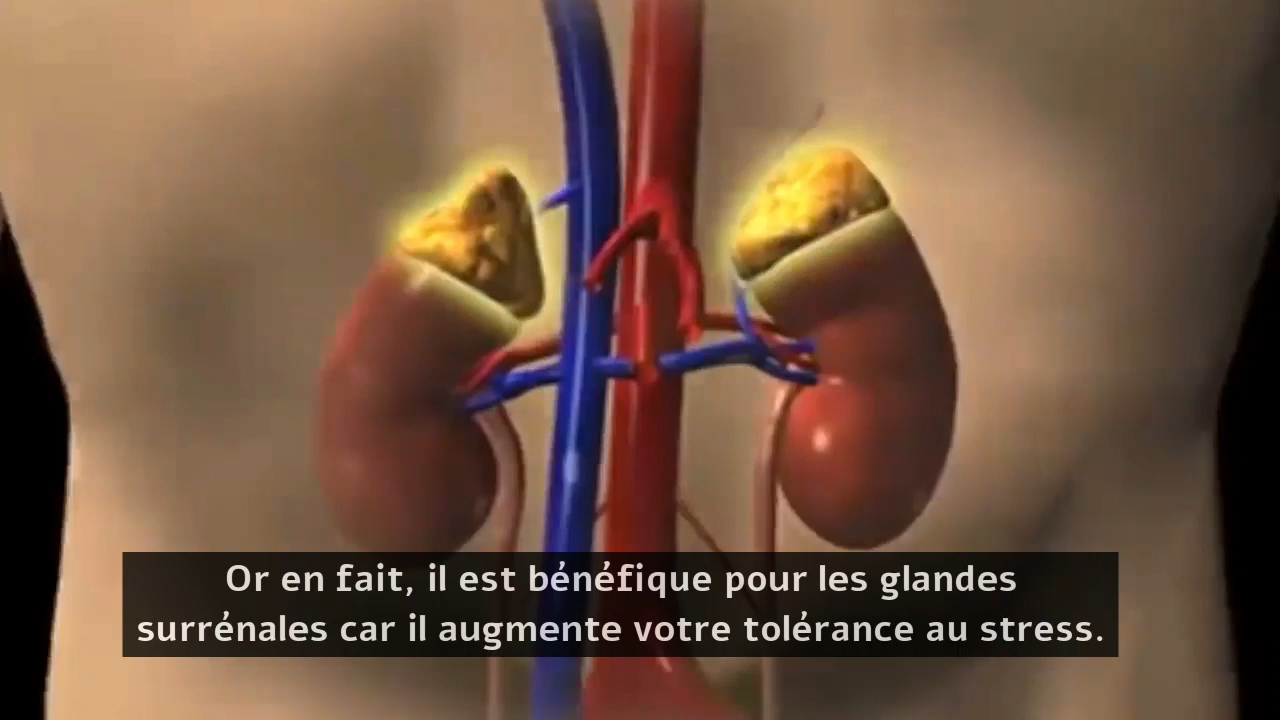 Or en fait, il est bénéfique pour les glandes
surrénales car il augmente votre tolérance au stress.